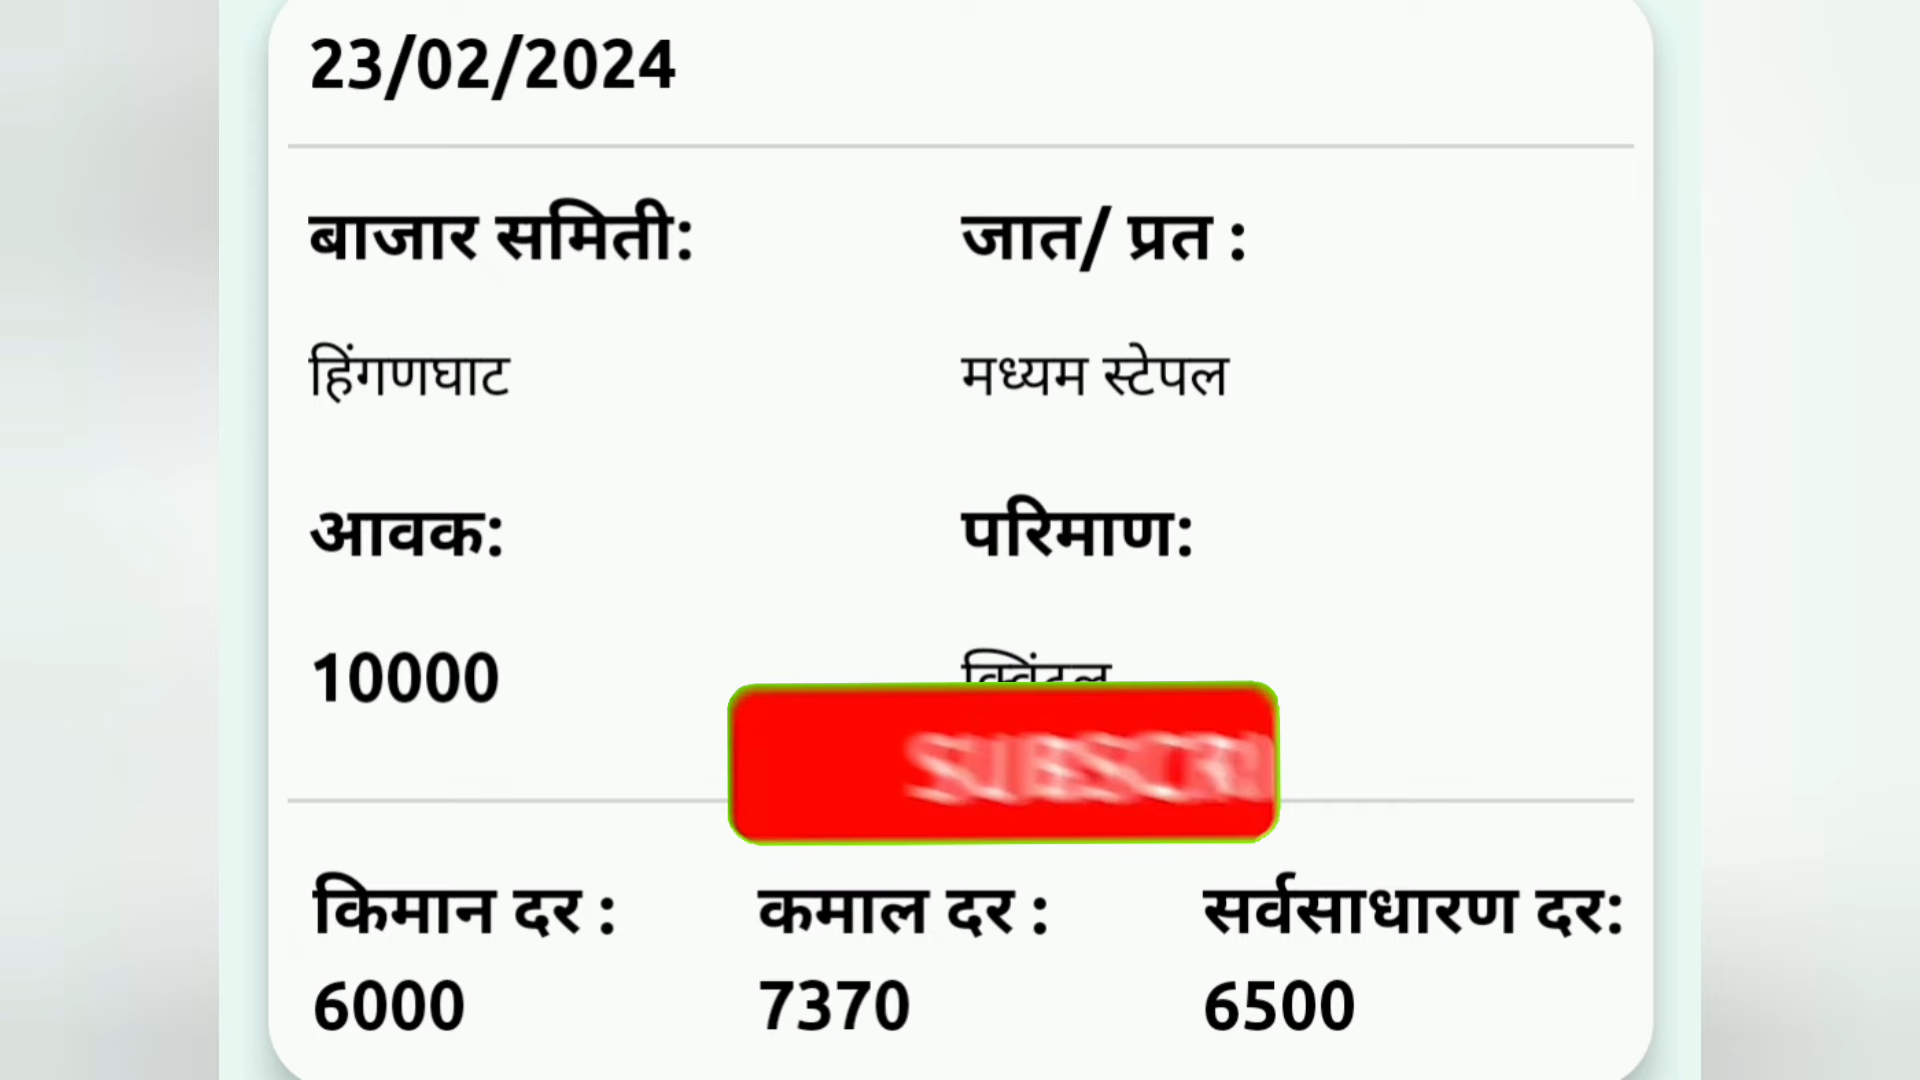 23/02/2024
बाजार समिती: जात/ प्रत :
हिंगणघाट मध्यम स्टेपल
आवक: परिमाण:
10000 क्विंटल
किमान दर : कमाल दर : सर्वसाधारण दर:
6000 7370 6500